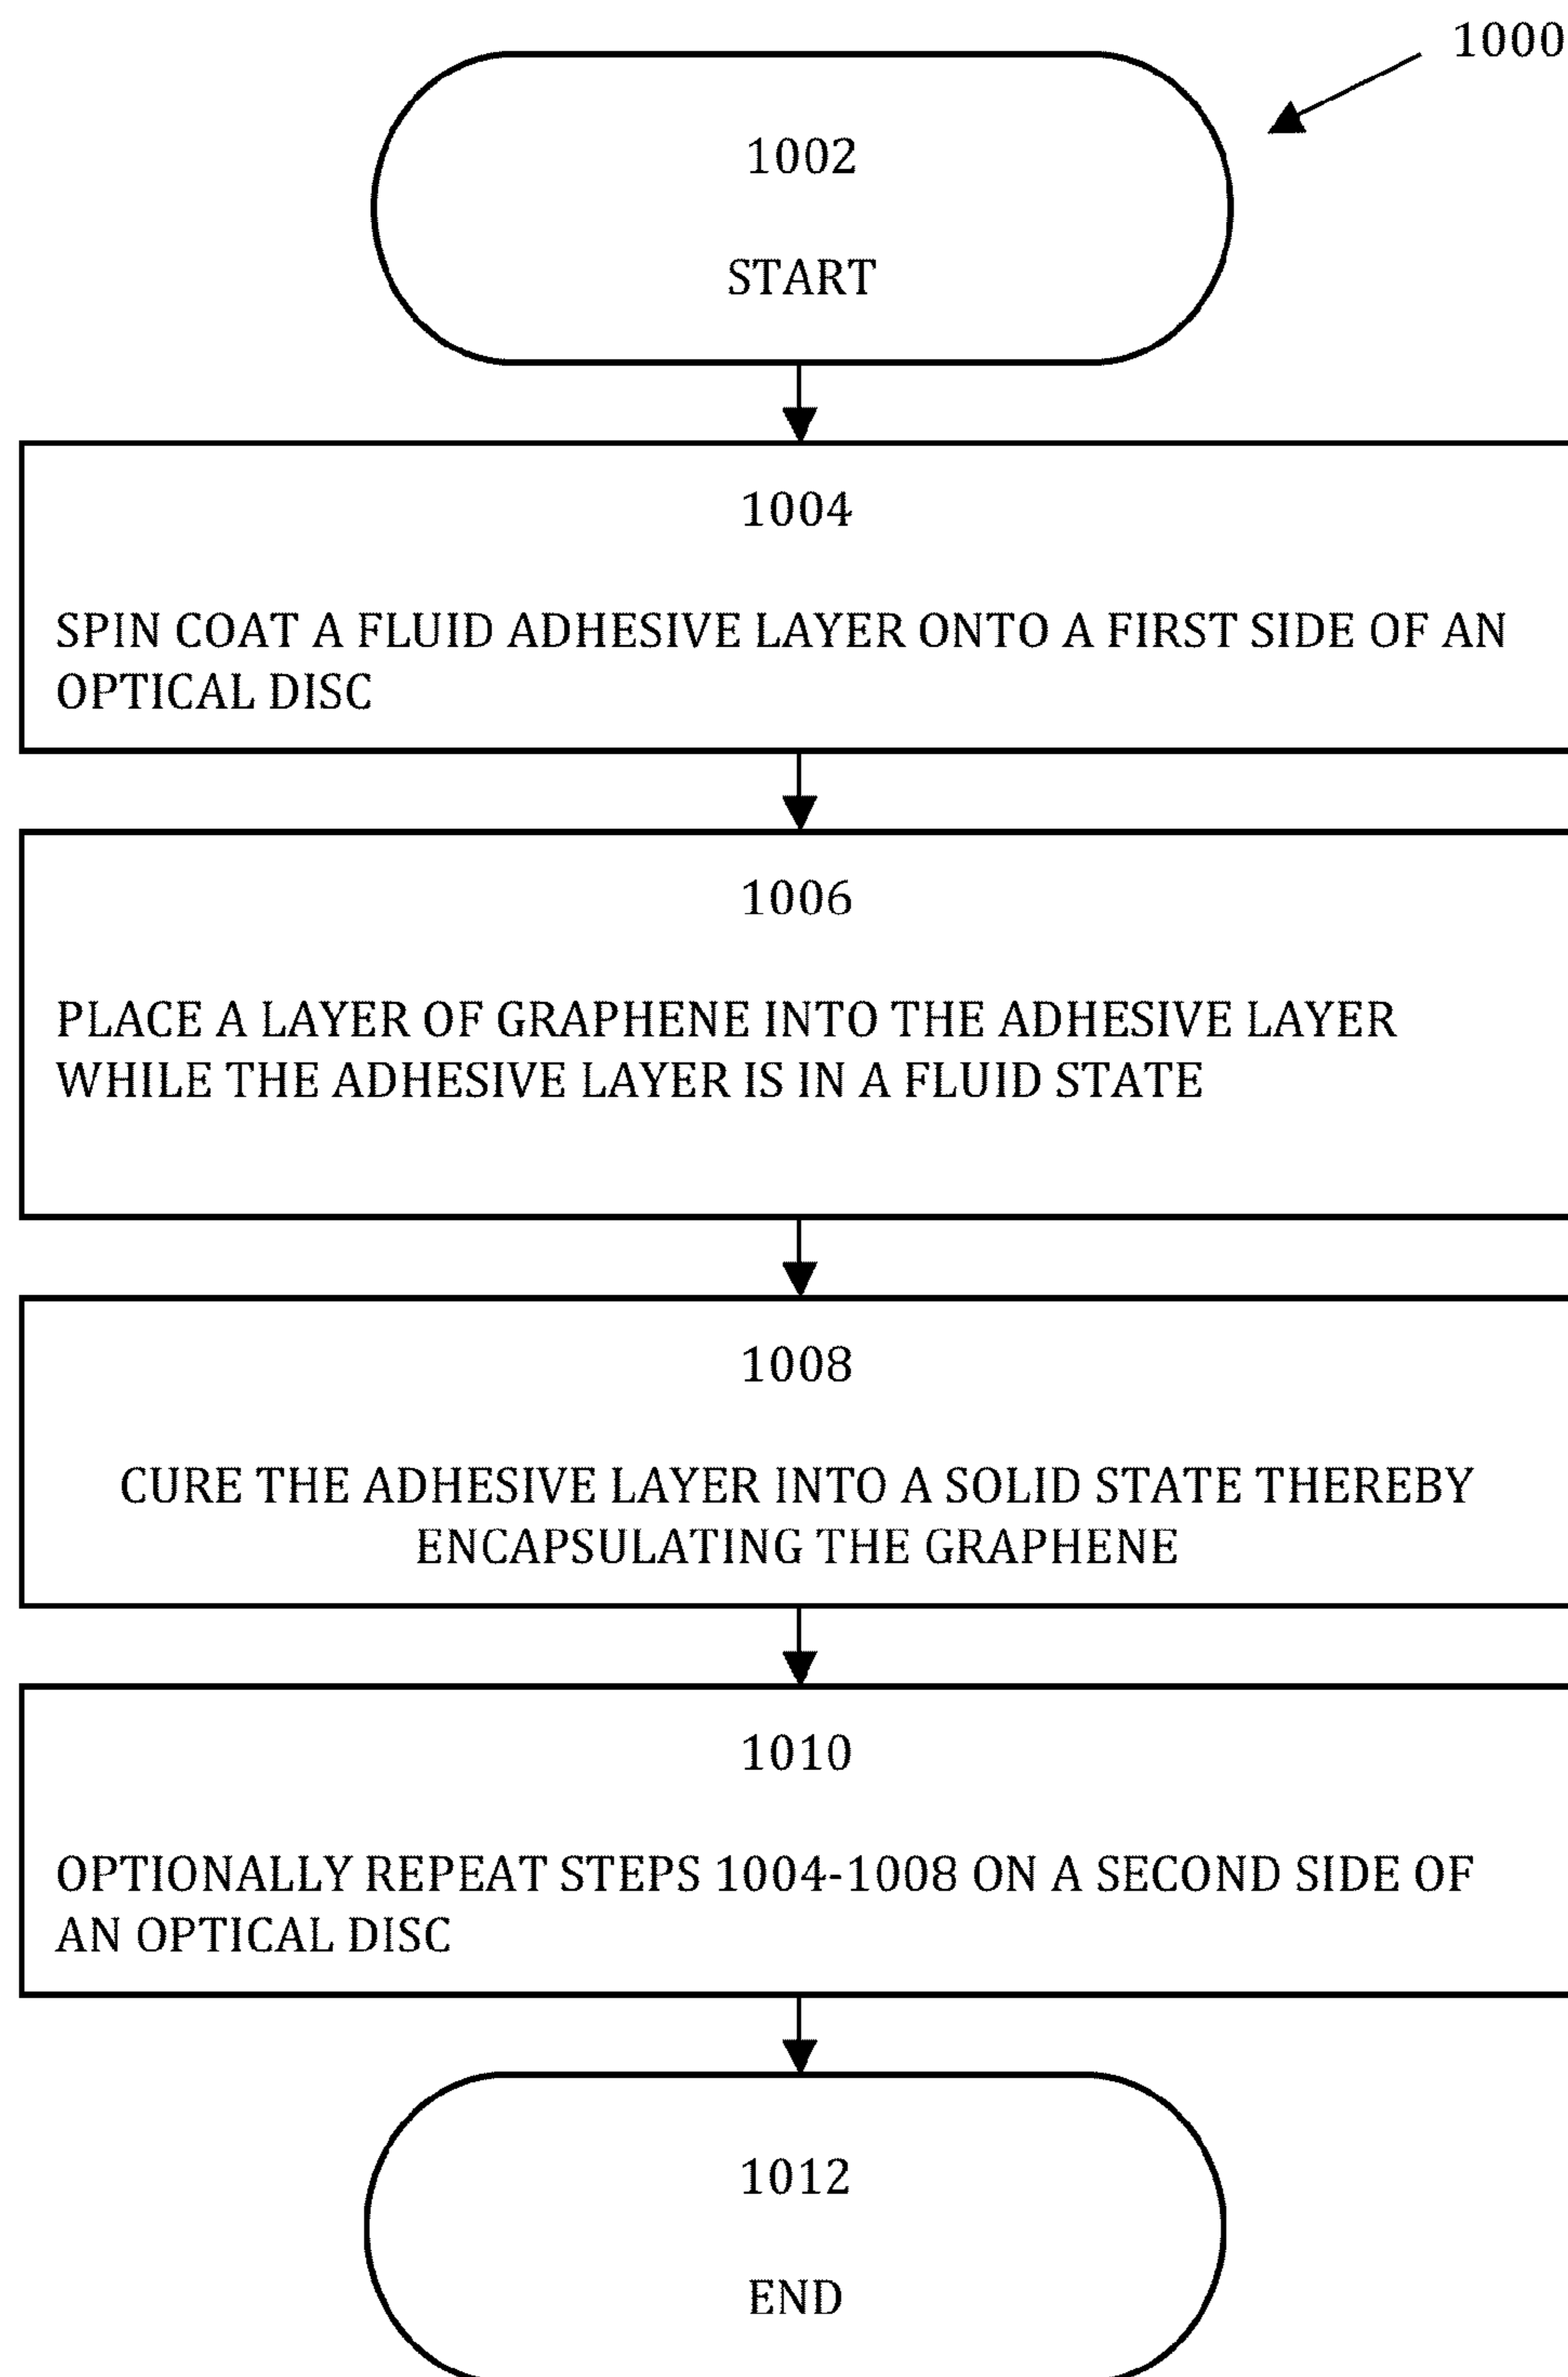 1000
1002
START
1004
SPIN COAT A FLUID ADHESIVE LAYER ONTO A FIRST SIDE OF AN
OPTICAL DISC
1006
PLACE A LAYER OF GRAPHENE INTO THE ADHESIVE LAYER
WHILE THE ADHESIVE LAYER IS IN A FLUID STATE
1008
CURE THE ADHESIVE LAYER INTO A SOLID STATE THEREBY
ENCAPSULATING THE GRAPHENE
1010
OPTIONALLY REPEAT STEPS 1004-1008 ON A SECOND SIDE OF
AN OPTICAL DISC
1012
END